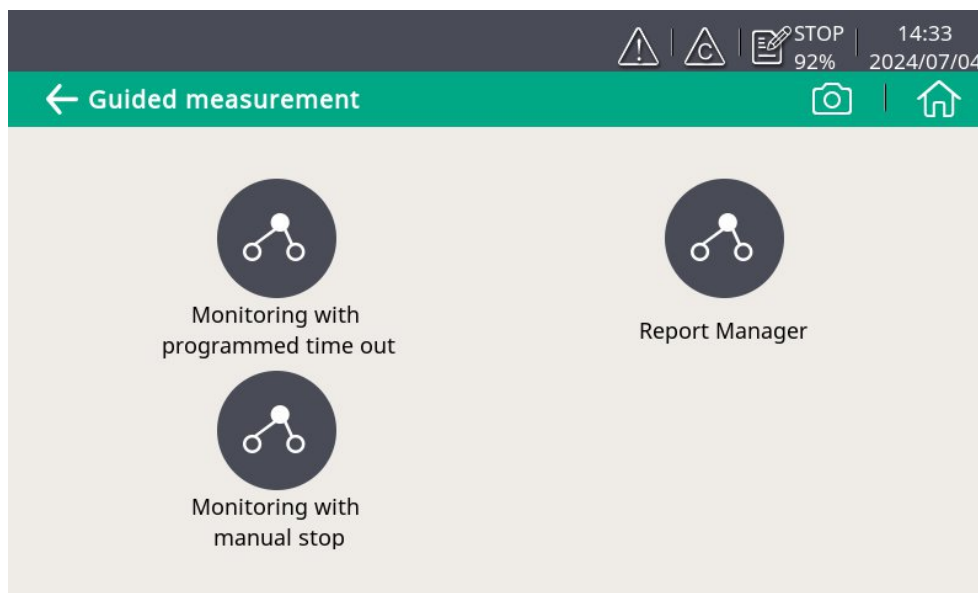 STOP 14:33
92% 2024/07/04
Guided measurement
Monitoring with
programmed time out
Report Manager
Monitoring with
manual stop